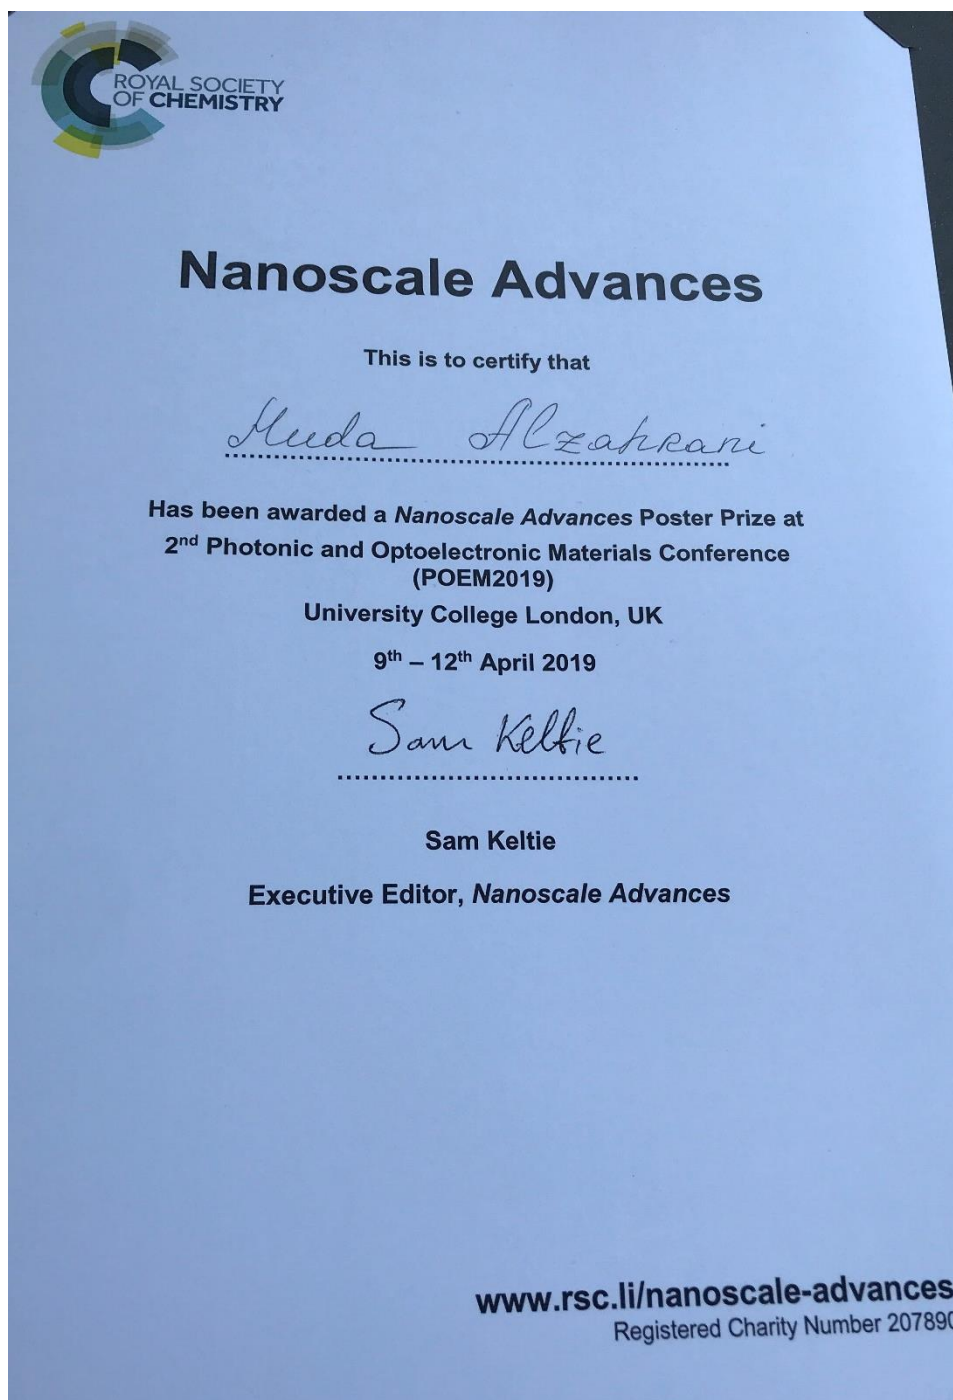 ROYAL SOCIETY
OF CHEMISTRY
Nanoscale Advances
This is to certify that
Muda Alzahrani
Has been awarded a Nanoscale Advances Poster Prize at
2nd Photonic and Optoelectronic Materials Conference
(POEM2019)
University College London, UK
9th – 12th April 2019
Sam Keltie
Sam Keltie
Executive Editor, Nanoscale Advances
www.rsc.li/nanoscale-advances
Registered Charity Number 207890